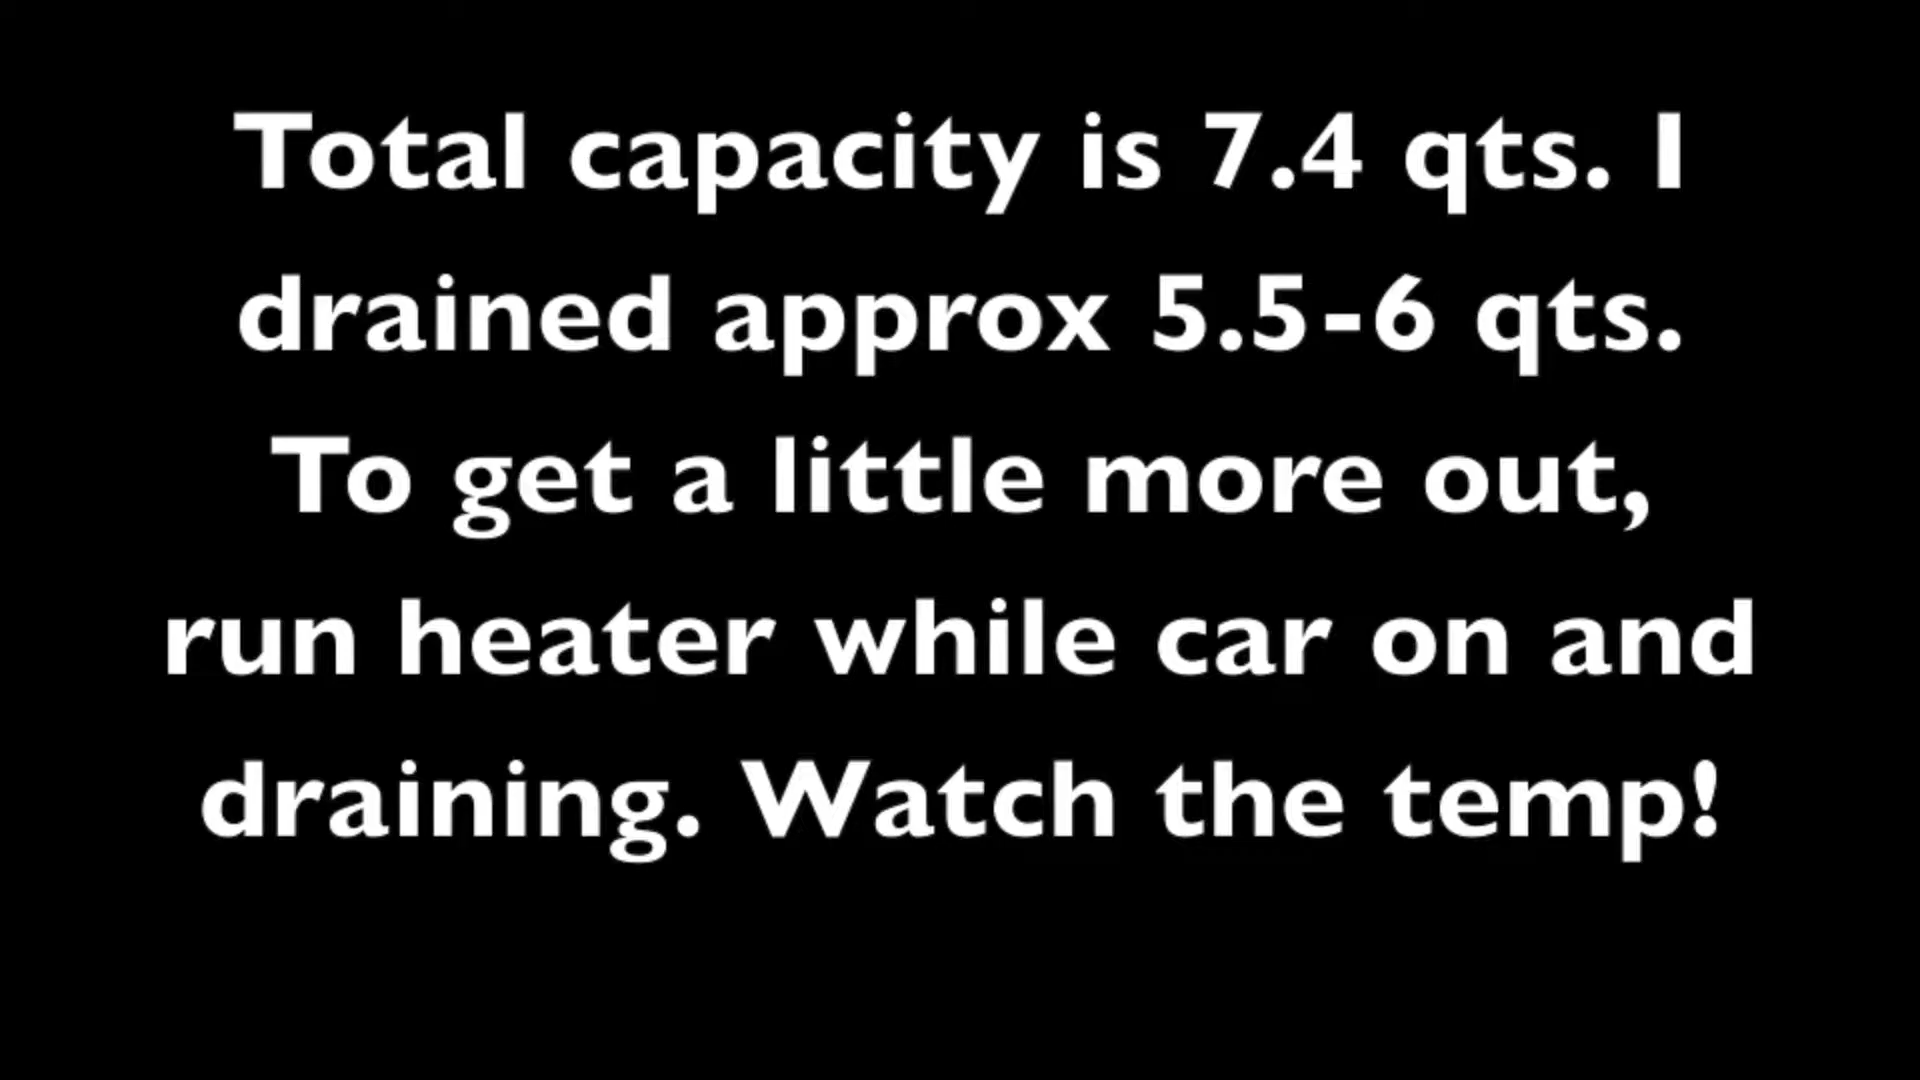 Total capacity is 7.4 qts. I
drained approx 5.5-6 qts.
To get a little more out,
run heater while car on and
draining. Watch the temp!